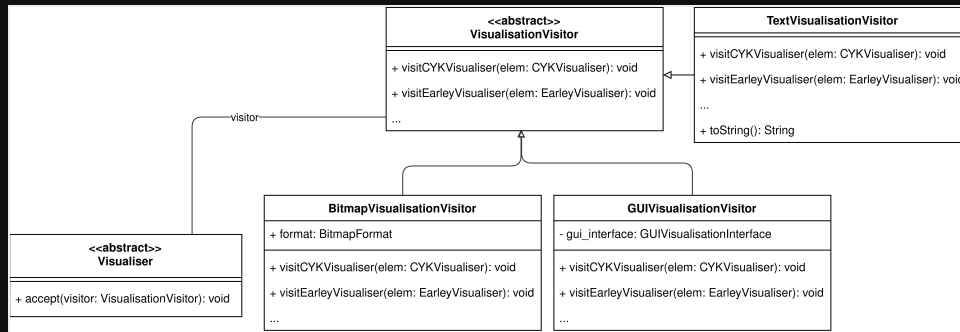 <<abstract>>
VisualisationVisitor
+ visitCYKVisualiser(elem: CYKVisualiser): void
+ visitEarleyVisualiser(elem: EarleyVisualiser): void
...
TextVisualisationVisitor
+ visitCYKVisualiser(elem: CYKVisualiser): void
+ visitEarleyVisualiser(elem: EarleyVisualiser): void
...
+ toString(): String
visitor
BitmapVisualisationVisitor
+ format: BitmapFormat
+ visitCYKVisualiser(elem: CYKVisualiser): void
+ visitEarleyVisualiser(elem: EarleyVisualiser): void
...
GUIVisualisationVisitor
- gui_interface: GUIVisualisationInterface
+ visitCYKVisualiser(elem: CYKVisualiser): void
+ visitEarleyVisualiser(elem: EarleyVisualiser): void
...
<<abstract>>
Visualiser
+ accept(visitor: VisualisationVisitor): void